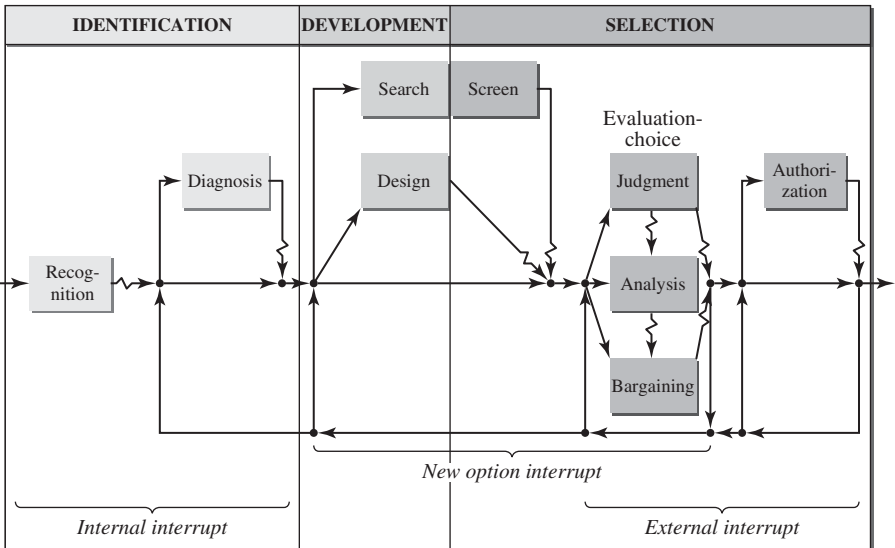 IDENTIFICATION
DEVELOPMENT
SELECTION
Search
Screen
Evaluation-
choice
Diagnosis
Design
Judgment
Authori-
zation
Recog-
nition
Analysis
Bargaining
New option interrupt
Internal interrupt
External interrupt